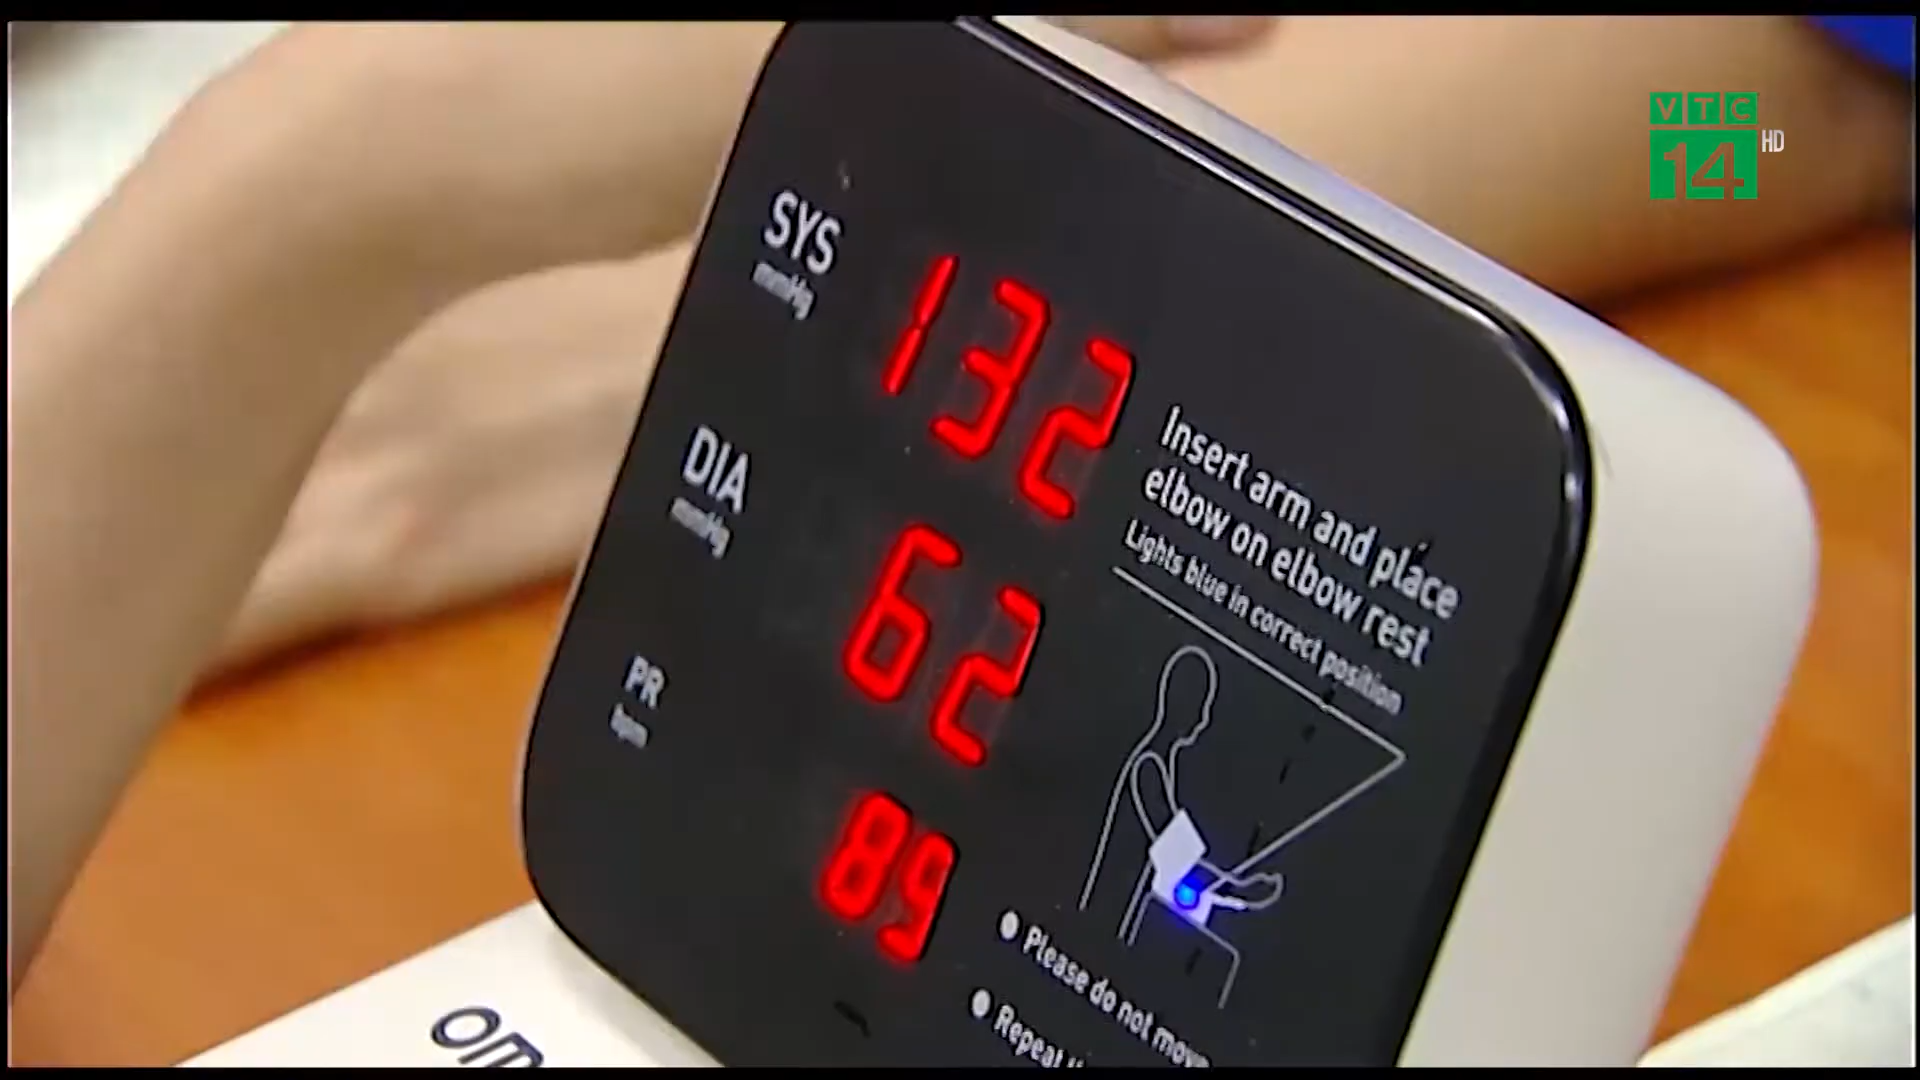 VTC
14
HD
SYS
mmHg
132
DIA
mmHg
62
PR
bpm
89
Insert arm and place
elbow on elbow rest
Lights blue in correct position
Please do not move
Repeat
om